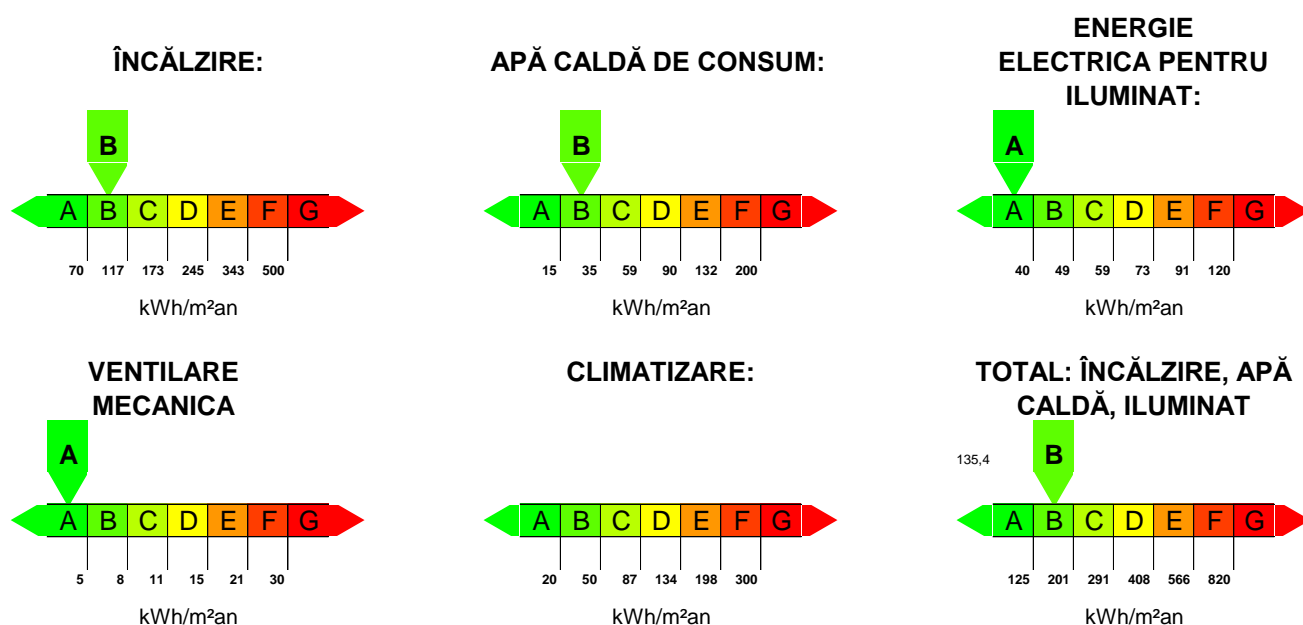 ÎNCĂLZIRE:
B
A B C D E F G
70 117 173 245 343 500
kWh/m²an
APĂ CALDĂ DE CONSUM:
B
A B C D E F G
15 35 59 90 132 200
kWh/m²an
ENERGIE
ELECTRICA PENTRU
ILUMINAT:
A
A B C D E F G
40 49 59 73 91 120
kWh/m²an
VENTILARE
MECANICA
A
A B C D E F G
5 8 11 15 21 30
kWh/m²an
CLIMATIZARE:
A B C D E F G
20 50 87 134 198 300
kWh/m²an
TOTAL: ÎNCĂLZIRE, APĂ
CALDĂ, ILUMINAT
135,4 B
A B C D E F G
125 201 291 408 566 820
kWh/m²an